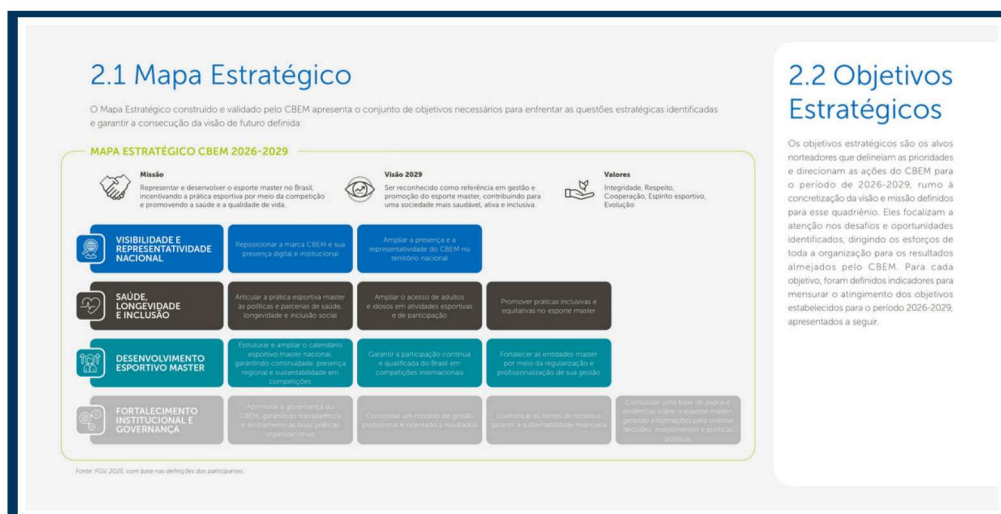 2.1 Mapa Estratégico
O Mapa Estratégico construído e validado pelo CBEM apresenta o conjunto de objetivos necessários para enfrentar as questões estratégicas identificadas
e garantir a consecução da visão de futuro definida:
MAPA ESTRATÉGICO CBEM 2026-2029
Missão
Representar e desenvolver o esporte master no Brasil,
incentivando a prática esportiva por meio da competição
e promovendo a saúde e a qualidade de vida.
Visão 2029
Ser reconhecido como referência em gestão e
promoção do esporte master, contribuindo para
uma sociedade mais saudável, ativa e inclusiva.
Valores
Integridade, Respeito,
Cooperação, Espírito esportivo,
Evolução
VISIBILIDADE E
REPRESENTATIVIDADE
NACIONAL
Reposicionar a marca CBEM e sua
presença digital e institucional
Ampliar a presença e a
representatividade do CBEM no
território nacional
SAÚDE,
LONGEVIDADE
E INCLUSÃO
Articular a prática esportiva master
às políticas e parcerias de saúde,
longevidade e inclusão social
Ampliar o acesso de adultos
e idosos em atividades esportivas
e de participação
Promover práticas inclusivas e
equitativas no esporte master
DESENVOLVIMENTO
ESPORTIVO MASTER
Estruturar e ampliar o calendário
esportivo master nacional,
garantindo continuidade, presença
regional e sustentabilidade em
competições
Garantir a participação contínua
e qualificada do Brasil em
competições internacionais
Fortalecer as entidades master
por meio da regularização e
profissionalização de sua gestão
FORTALECIMENTO
INSTITUCIONAL E
GOVERNANÇA
Aprimorar a governança do
CBEM, garantindo transparência
e alinhamento às boas práticas
organizacionais
Consolidar um modelo de gestão
profissional e orientado a resultados
Diversificar as fontes de receita e
garantir a sustentabilidade financeira
Consolidar uma base de dados e
evidências sobre o esporte master,
gerando informações para orientar
decisões, investimentos e políticas
públicas
Fonte: FGV, 2025, com base nas definições dos participantes.
2.2 Objetivos
Estratégicos
Os objetivos estratégicos são os alvos
norteadores que delineiam as prioridades
e direcionam as ações do CBEM para
o período de 2026-2029, rumo à
concretização da visão e missão definidos
para esse quadriênio. Eles focalizam a
atenção nos desafios e oportunidades
identificados, dirigindo os esforços de
toda a organização para os resultados
almejados pelo CBEM. Para cada
objetivo, foram definidos indicadores para
mensurar o atingimento dos objetivos
estabelecidos para o período 2026-2029,
apresentados a seguir.